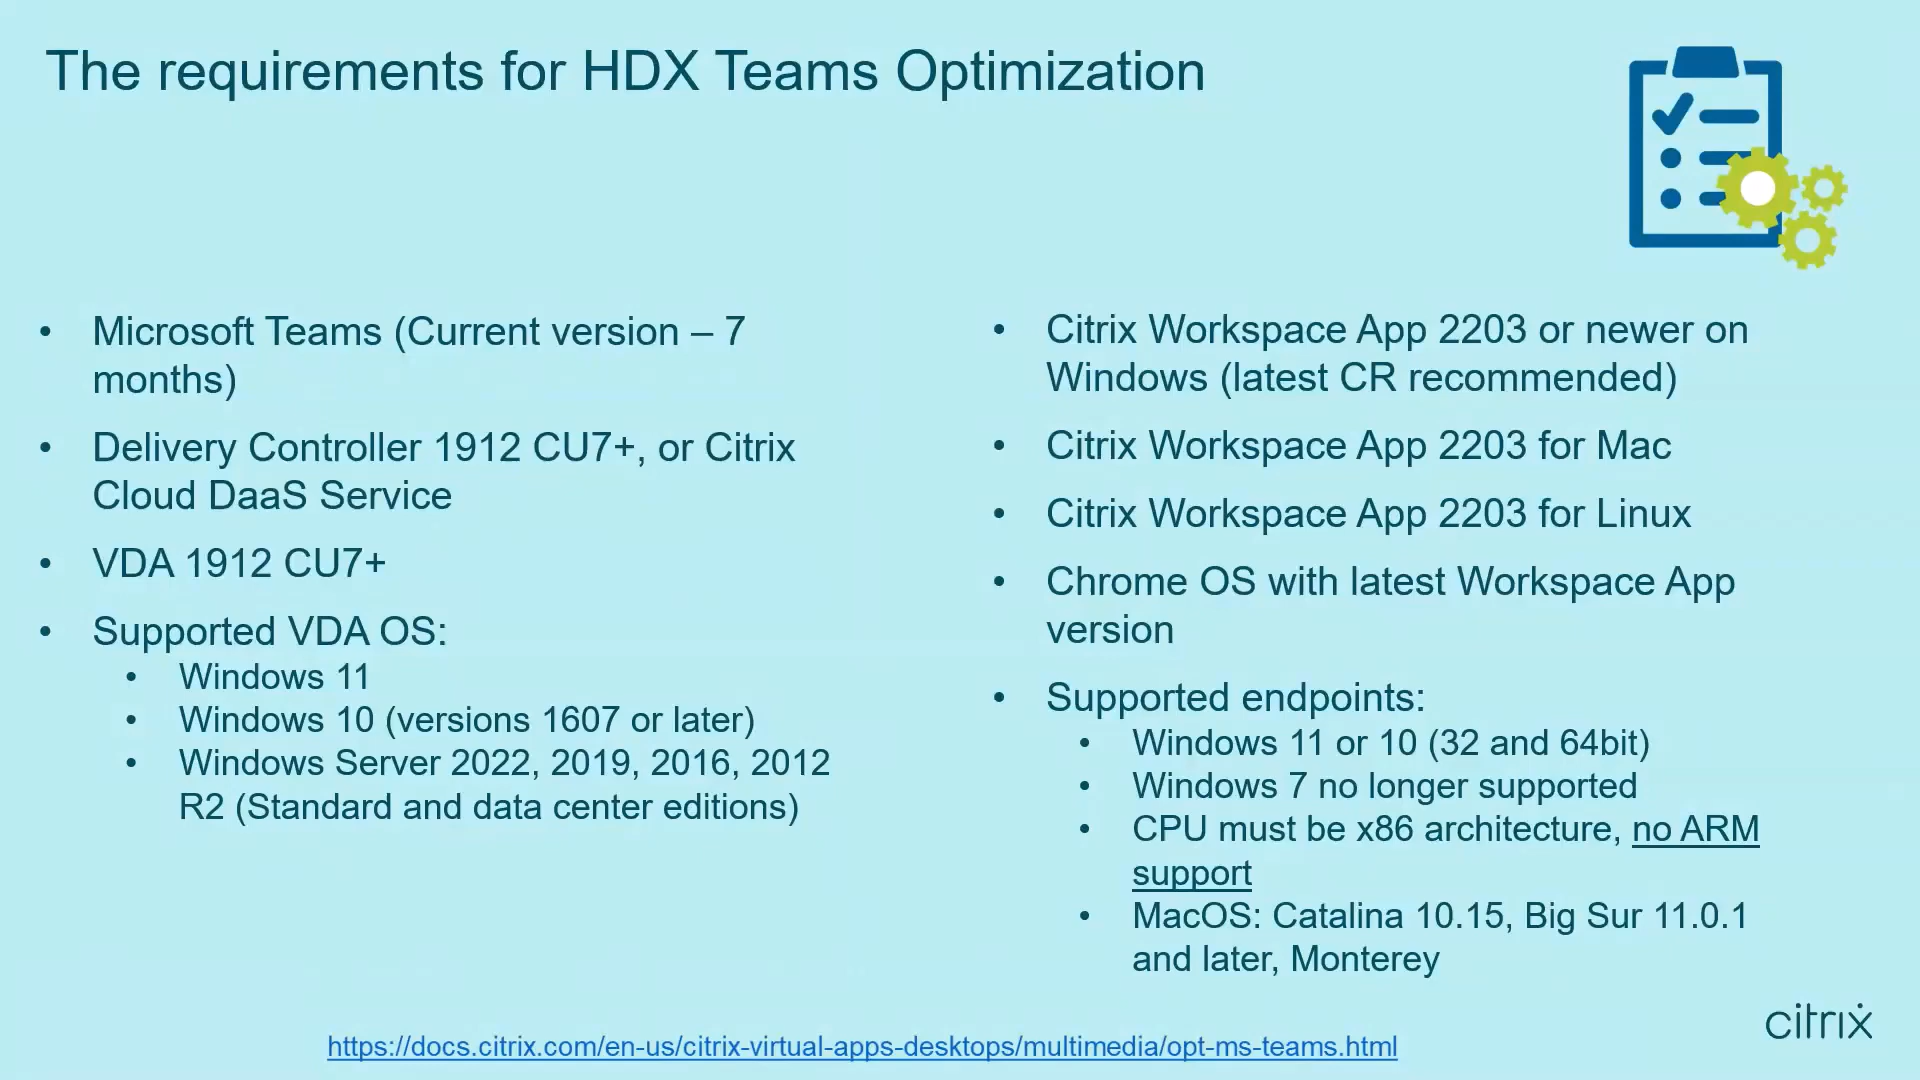 The requirements for HDX Teams Optimization
• Microsoft Teams (Current version – 7
months)
• Delivery Controller 1912 CU7+, or Citrix
Cloud DaaS Service
• VDA 1912 CU7+
• Supported VDA OS:
• Windows 11
• Windows 10 (versions 1607 or later)
• Windows Server 2022, 2019, 2016, 2012
R2 (Standard and data center editions)
• Citrix Workspace App 2203 or newer on
Windows (latest CR recommended)
• Citrix Workspace App 2203 for Mac
• Citrix Workspace App 2203 for Linux
• Chrome OS with latest Workspace App
version
• Supported endpoints:
• Windows 11 or 10 (32 and 64bit)
• Windows 7 no longer supported
• CPU must be x86 architecture, no ARM
support
• MacOS: Catalina 10.15, Big Sur 11.0.1
and later, Monterey
citrix
https://docs.citrix.com/en-us/citrix-virtual-apps-desktops/multimedia/opt-ms-teams.html